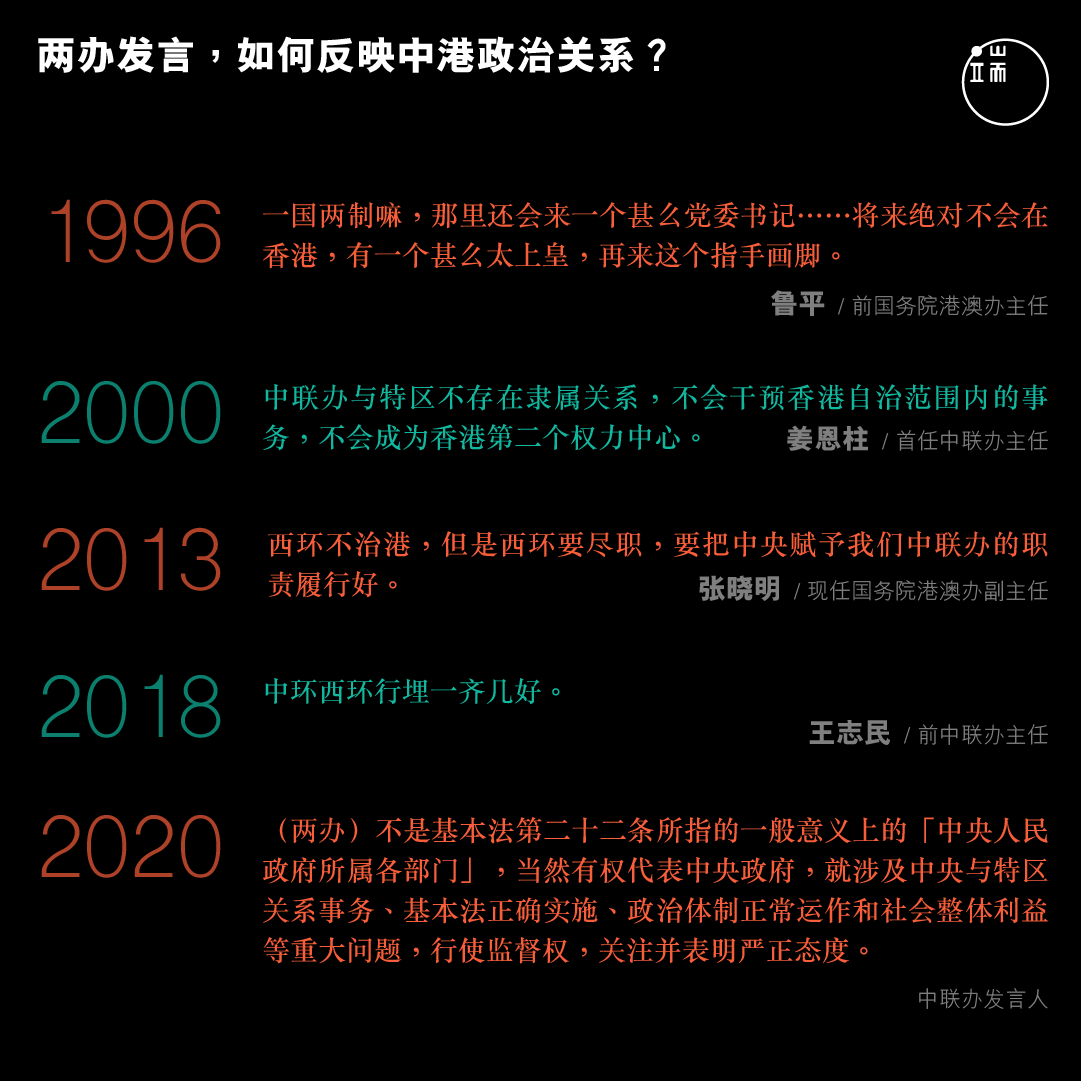 两办发言，如何反映中港政治关系？
端
1996
一国两制嘛，那里还会来一个甚么党委书记⋯⋯将来绝对不会在
香港，有一个甚么太上皇，再来这个指手画脚。
鲁平 / 前国务院港澳办主任
2000
中联办与特区不存在隶属关系，不会干预香港自治范围内的事
务，不会成为香港第二个权力中心。
姜恩柱 / 首任中联办主任
2013
西环不治港，但是西环要尽职，要把中央赋予我们中联办的职
责履行好。
张晓明 / 现任国务院港澳办副主任
2018
中环西环行埋一齐几好。
王志民 / 前中联办主任
2020
（两办）不是基本法第二十二条所指的一般意义上的「中央人民
政府所属各部门」，当然有权代表中央政府，就涉及中央与特区
关系事务、基本法正确实施、政治体制正常运作和社会整体利益
等重大问题，行使监督权，关注并表明严正态度。
中联办发言人